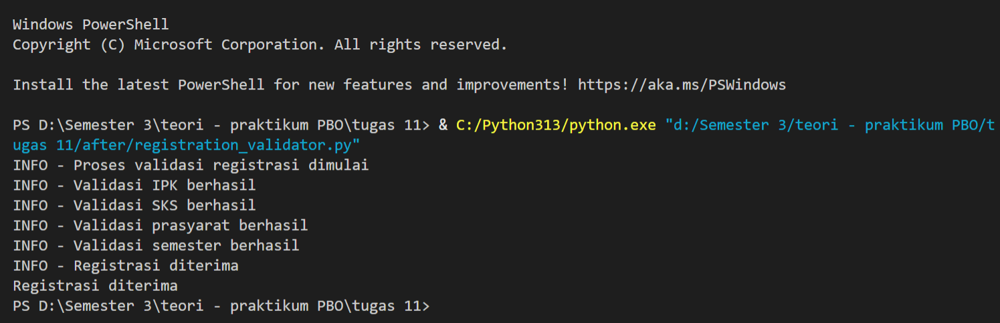 Windows PowerShell
Copyright (C) Microsoft Corporation. All rights reserved.
Install the latest PowerShell for new features and improvements! https://aka.ms/PSWindows
PS D:\Semester 3\teori - praktikum PBO\tugas 11> & C:/Python313/python.exe "d:/Semester 3/teori - praktikum PBO/t
ugas 11/after/registration_validator.py"
INFO - Proses validasi registrasi dimulai
INFO - Validasi IPK berhasil
INFO - Validasi SKS berhasil
INFO - Validasi prasyarat berhasil
INFO - Validasi semester berhasil
INFO - Registrasi diterima
Registrasi diterima
PS D:\Semester 3\teori - praktikum PBO\tugas 11>